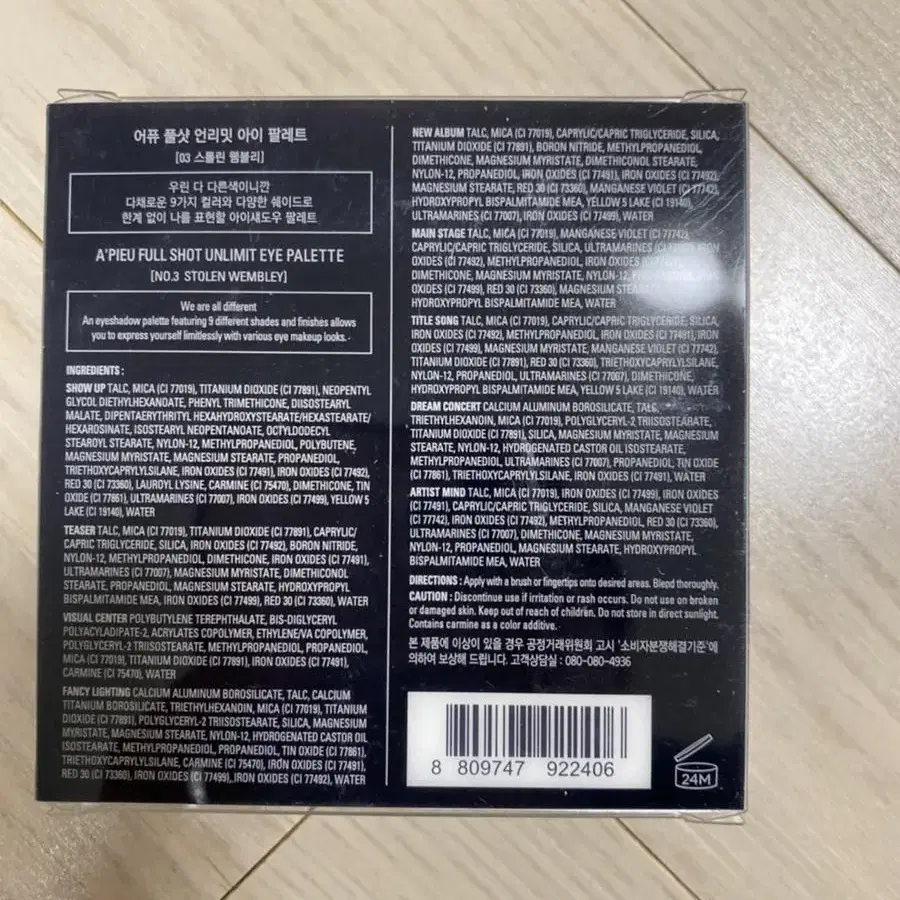 어퓨 풀샷 언리밋 아이 팔레트
[03 스톨린 웸블리]
우린 다 다른색이니깐
다채로운 9가지 컬러와 다양한 쉐이드로
한계 없이 나를 표현할 아이섀도우 팔레트
A'PIEU FULL SHOT UNLIMIT EYE PALETTE
[NO.3 STOLEN WEMBLEY]
We are all different
An eyeshadow palette featuring 9 different shades and finishes allows
you to express yourself limitlessly with various eye makeup looks.
INGREDIENTS :
SHOW UP TALC, MICA (CI 77019), TITANIUM DIOXIDE (CI 77891), NEOPENTYL
GLYCOL DIETHYLHEXANOATE, PHENYL TRIMETHICONE, DIISOSTEARYL
MALATE, DIPENTAERYTHRITYL HEXAHYDROXYSTEARATE/HEXASTEARATE/
HEXAROSINATE, ISOSTEARYL NEOPENTANOATE, OCTYLDODECYL
STEAROYL STEARATE, NYLON-12, METHYLPROPANEDIOL, POLYBUTENE,
MAGNESIUM MYRISTATE, MAGNESIUM STEARATE, PROPANEDIOL,
TRIETHOXYCAPRYLYLSILANE, IRON OXIDES (CI 77491), IRON OXIDES (CI 77492),
RED 30 (CI 73360), LAUROYL LYSINE, CARMINE (CI 75470), DIMETHICONE, TIN
OXIDE (CI 77861), ULTRAMARINES (CI 77007), IRON OXIDES (CI 77499), YELLOW 5
LAKE (CI 19140), WATER
TEASER TALC, MICA (CI 77019), TITANIUM DIOXIDE (CI 77891), CAPRYLIC/
CAPRIC TRIGLYCERIDE, SILICA, IRON OXIDES (CI 77492), BORON NITRIDE,
NYLON-12, METHYLPROPANEDIOL, DIMETHICONE, IRON OXIDES (CI 77491),
ULTRAMARINES (CI 77007), MAGNESIUM MYRISTATE, DIMETHICONOL
STEARATE, PROPANEDIOL, MAGNESIUM STEARATE, HYDROXYPROPYL
BISPALMITAMIDE MEA, IRON OXIDES (CI 77499), RED 30 (CI 73360), WATER
VISUAL CENTER POLYBUTYLENE TEREPHTHALATE, BIS-DIGLYCERYL
POLYACYLADIPATE-2, ACRYLATES COPOLYMER, ETHYLENE/VA COPOLYMER,
POLYGLYCERYL-2 TRIISOSTEARATE, METHYLPROPANEDIOL, PROPANEDIOL,
MICA (CI 77019), TITANIUM DIOXIDE (CI 77891), IRON OXIDES (CI 77491),
CARMINE (CI 75470), WATER
FANCY LIGHTING CALCIUM ALUMINUM BOROSILICATE, TALC, CALCIUM
TITANIUM BOROSILICATE, TRIETHYLHEXANOIN, MICA (CI 77019), TITANIUM
DIOXIDE (CI 77891), POLYGLYCERYL-2 TRIISOSTEARATE, SILICA, MAGNESIUM
MYRISTATE, MAGNESIUM STEARATE, NYLON-12, HYDROGENATED CASTOR OIL
ISOSTEARATE, METHYLPROPANEDIOL, PROPANEDIOL, TIN OXIDE (CI 77861),
TRIETHOXYCAPRYLYLSILANE, CARMINE (CI 75470), IRON OXIDES (CI 77491),
RED 30 (CI 73360), IRON OXIDES (CI 77499), IRON OXIDES (CI 77492), WATER
NEW ALBUM TALC, MICA (CI 77019), CAPRYLIC/CAPRIC TRIGLYCERIDE, SILICA,
TITANIUM DIOXIDE (CI 77891), BORON NITRIDE, METHYLPROPANEDIOL,
DIMETHICONE, MAGNESIUM MYRISTATE, DIMETHICONOL STEARATE,
NYLON-12, PROPANEDIOL, IRON OXIDES (CI 77491), IRON OXIDES (CI 77492),
MAGNESIUM STEARATE, RED 30 (CI 73360), MANGANESE VIOLET (CI 77742),
HYDROXYPROPYL BISPALMITAMIDE MEA, YELLOW 5 LAKE (CI 19140),
ULTRAMARINES (CI 77007), IRON OXIDES (CI 77499), WATER
MAIN STAGE TALC, MICA (CI 77019), MANGANESE VIOLET (CI 77742),
CAPRYLIC/CAPRIC TRIGLYCERIDE, SILICA, ULTRAMARINES (CI 77007), IRON OXIDES
(CI 77492), METHYLPROPANEDIOL, IRON OXIDES
DIMETHICONE, MAGNESIUM MYRISTATE, NYLON-12, PROPANEDIOL, IRON OXIDES
(CI 77499), RED 30 (CI 73360), MAGNESIUM STEARATE,
HYDROXYPROPYL BISPALMITAMIDE MEA, WATER
TITLE SONG TALC, MICA (CI 77019), CAPRYLIC/CAPRIC TRIGLYCERIDE, SILICA,
IRON OXIDES (CI 77492), METHYLPROPANEDIOL, IRON OXIDES (CI 77491), IRON
OXIDES (CI 77499), MAGNESIUM MYRISTATE, MANGANESE VIOLET (CI 77742),
TITANIUM DIOXIDE (CI 77891), RED 30 (CI 73360), TRIETHOXYCAPRYLYLSILANE,
NYLON-12, PROPANEDIOL, ULTRAMARINES (CI 77007), DIMETHICONE,
HYDROXYPROPYL BISPALMITAMIDE MEA, YELLOW 5 LAKE (CI 19140), WATER
DREAM CONCERT CALCIUM ALUMINUM BOROSILICATE, TALC,
TRIETHYLHEXANOIN, MICA (CI 77019), POLYGLYCERYL-2 TRIISOSTEARATE,
TITANIUM DIOXIDE (CI 77891), SILICA, MAGNESIUM MYRISTATE, MAGNESIUM
STEARATE, NYLON-12, HYDROGENATED CASTOR OIL ISOSTEARATE,
METHYLPROPANEDIOL, ULTRAMARINES (CI 77007), PROPANEDIOL, TIN OXIDE
(CI 77861), TRIETHOXYCAPRYLYLSILANE, IRON OXIDES (CI 77491), WATER
ARTIST MIND TALC, MICA (CI 77019), IRON OXIDES (CI 77499), IRON OXIDES
(CI 77491), CAPRYLIC/CAPRIC TRIGLYCERIDE, SILICA, MANGANESE VIOLET
(CI 77742), IRON OXIDES (CI 77492), METHYLPROPANEDIOL, RED 30 (CI 73360),
ULTRAMARINES (CI 77007), DIMETHICONE, MAGNESIUM MYRISTATE,
NYLON-12, PROPANEDIOL, MAGNESIUM STEARATE, HYDROXYPROPYL
BISPALMITAMIDE MEA, WATER
DIRECTIONS : Apply with a brush or fingertips onto desired areas. Blend thoroughly.
CAUTION : Discontinue use if irritation or rash occurs. Do not use on broken
or damaged skin. Keep out of reach of children. Do not store in direct sunlight.
Contains carmine as a color additive.
본 제품에 이상이 있을 경우 공정거래위원회 고시 '소비자분쟁해결기준'에
의하여 보상해 드립니다. 고객상담실 : 080-080-4936
8 809747 922406
24M